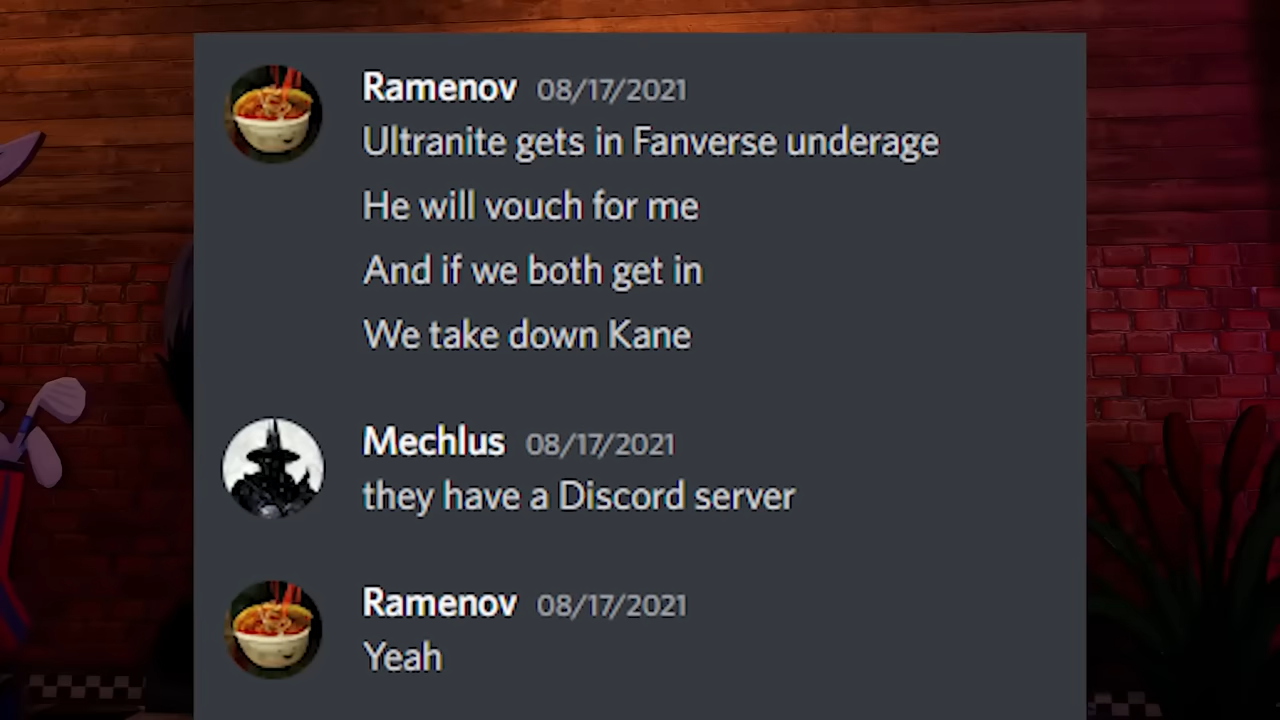 Ramenov 08/17/2021
Ultranite gets in Fanverse underage
He will vouch for me
And if we both get in
We take down Kane
Mechlus 08/17/2021
they have a Discord server
Ramenov 08/17/2021
Yeah